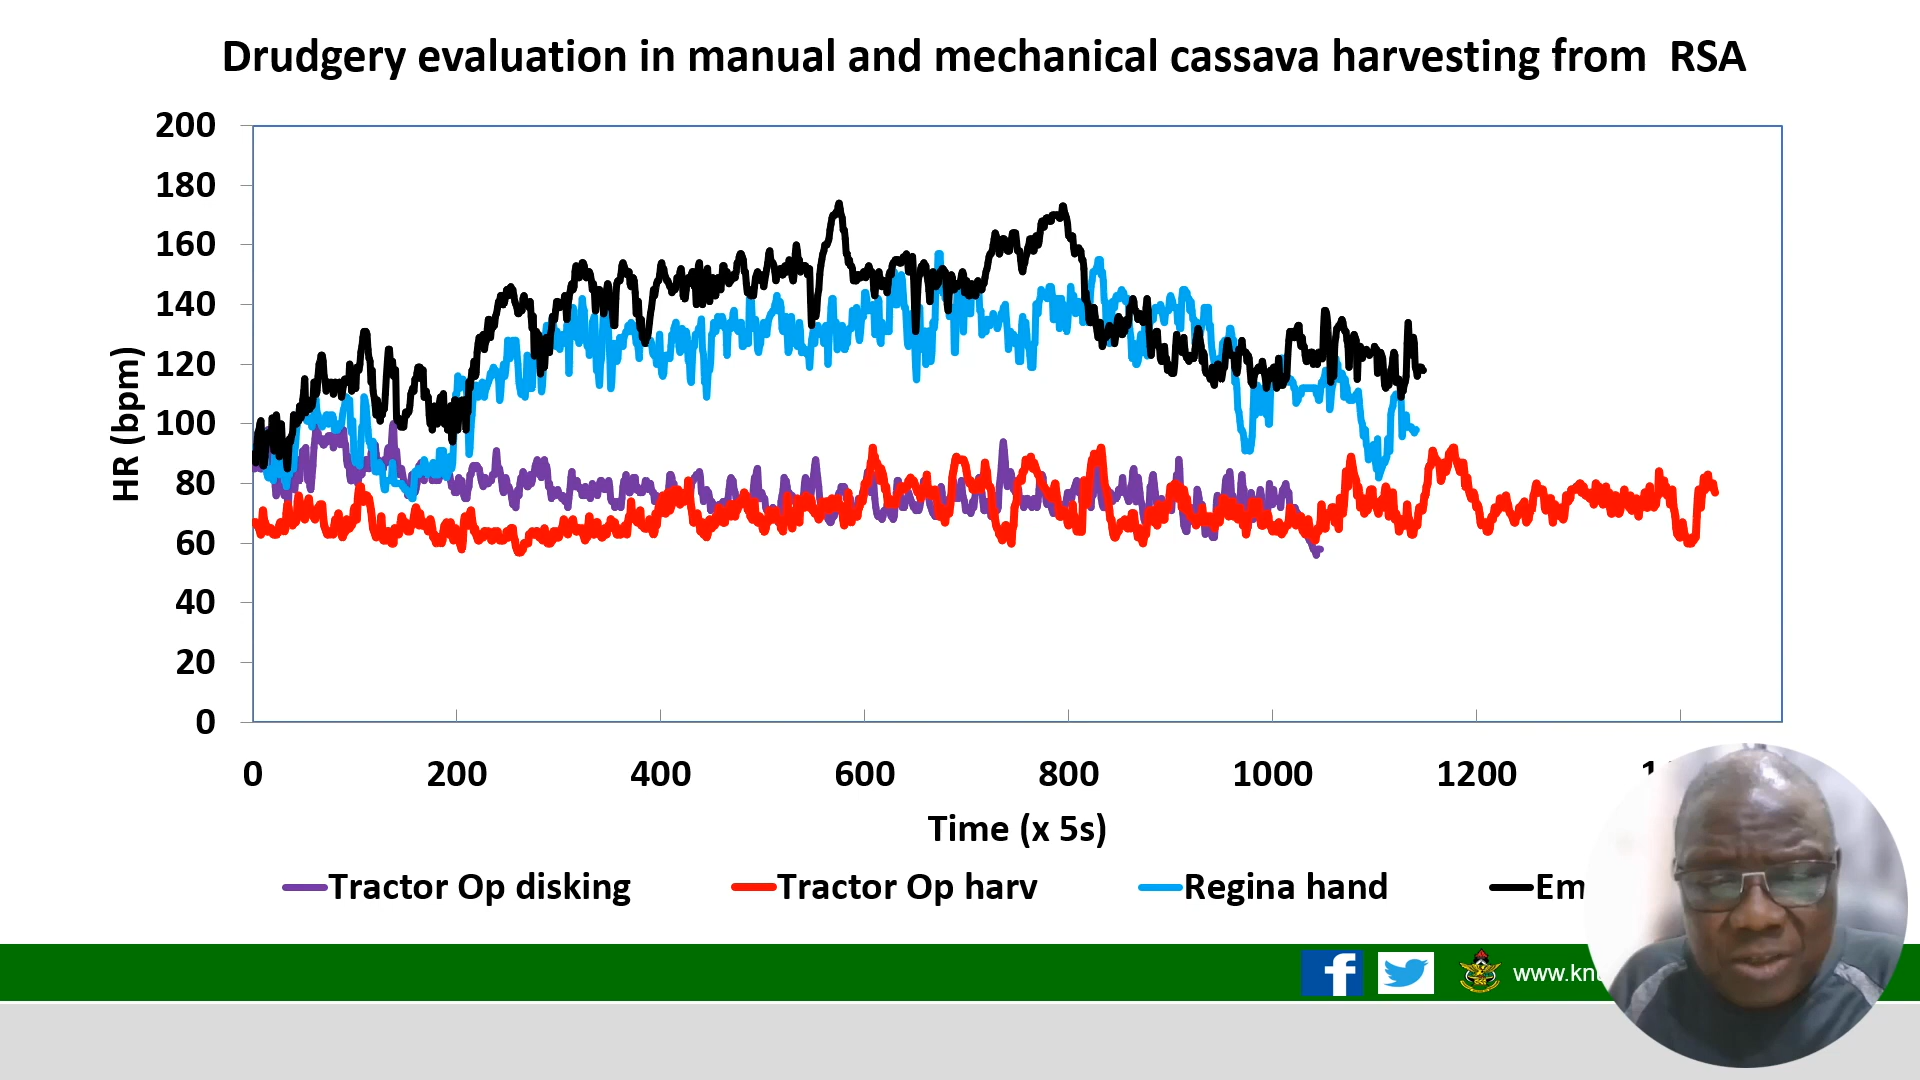 Drudgery evaluation in manual and mechanical cassava harvesting from RSA
200
180
160
140
120
100
80
60
40
20
0
HR (bpm)
0 200 400 600 800 1000 1200
Time (x 5s)
Tractor Op disking Tractor Op harv Regina hand Em
f
www.kn